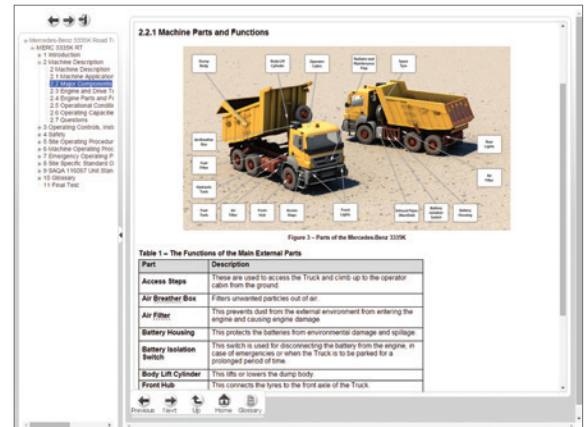 Mercedes-Benz 3335K Road Tr
MERC 3335K RT
1 Introduction
2 Machine Description
2 Machine Description
2.1 Machine Application
2.2 Major Components
2.3 Engine and Drive Tr
2.4 Engine Parts and Fu
2.5 Operational Conditio
2.6 Operating Capacitie
2.7 Questions
3 Operating Controls, Inst
4 Safety
5 Site Operating Procedur
6 Machine Operating Proc
7 Emergency Operating P
8 Site Specific Standard O
9 SAQA 116067 Unit Stan
10 Glossary
11 Final Test
2.2.1 Machine Parts and Functions
Dump Body
Body Lift Cylinder
Operator Cabin
Spare Tyre
Air Breather Box
Fuel Filter
Hydraulic Tank
Fuel Tank
Air Filter
Front Hub
Access Steps
Front Lights
Battery Isolation Switch
Battery Housing
Rear Lights
Air Filter
Figure 3 – Parts of the Mercedes-Benz 3335K
Table 1 – The Functions of the Main External Parts
Part Description
Access Steps These are used to access the Truck and climb up to the operator
cabin from the ground.
Air Breather Box Filters unwanted particles out of air.
Air Filter This prevents dust from the external environment from entering the
engine and causing engine damage.
Battery Housing This protects the batteries from environmental damage and spillage.
Battery Isolation Switch This switch is used for disconnecting the battery from the engine, in
case of emergencies or when the Truck is to be parked for a
prolonged period of time.
Body Lift Cylinder This lifts or lowers the dump body.
Front Hub This connects the tyres to the front axle of the Truck.
Previous Next Up Home Glossary